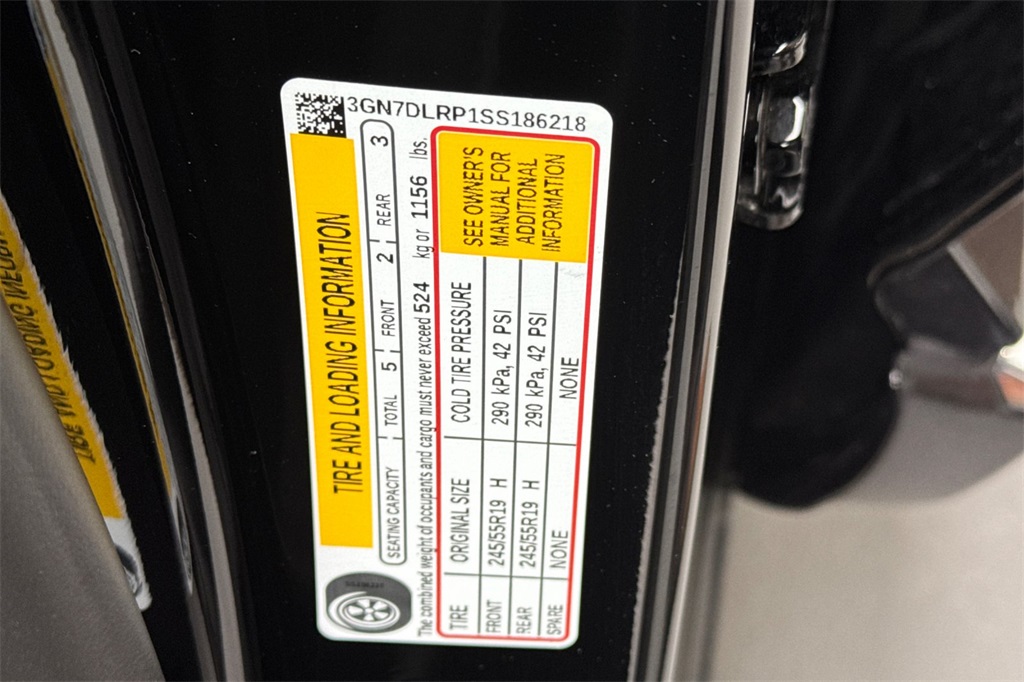 3GN7DLRP1SS186218
TIRE AND LOADING INFORMATION
SEATING CAPACITY TOTAL 5 FRONT 2 REAR 3
The combined weight of occupants and cargo must never exceed 524 kg or 1156 lbs.
TIRE ORIGINAL SIZE COLD TIRE PRESSURE
FRONT 245/55R19 H 290 kPa, 42 PSI
REAR 245/55R19 H 290 kPa, 42 PSI
SPARE NONE NONE
SEE OWNER'S
MANUAL FOR
ADDITIONAL
INFORMATION